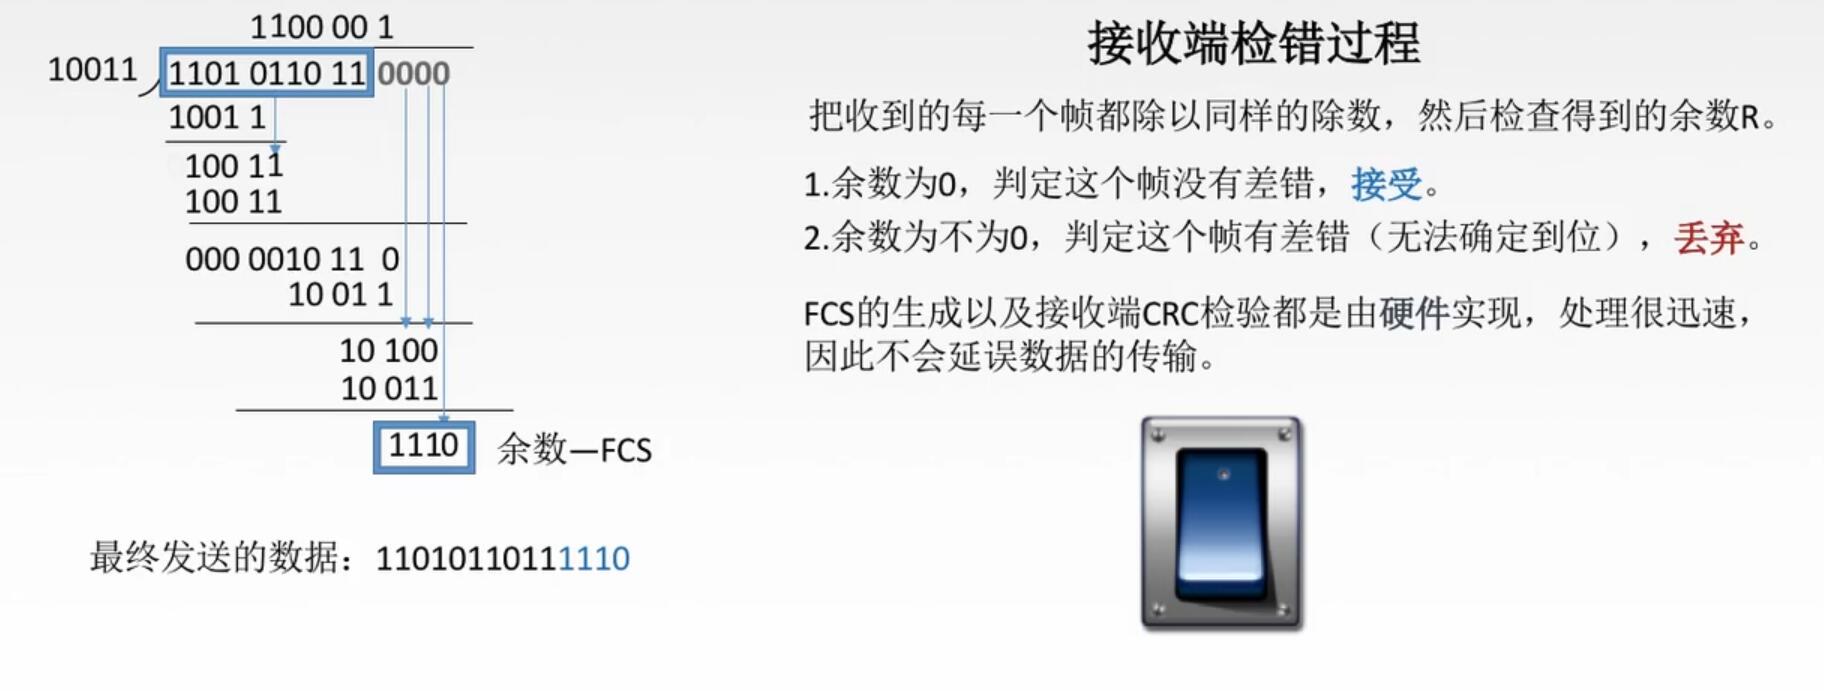 1100 00 1
10011 1101 0110 11 0000
1001 1
100 11
100 11
000 0010 11 0
10 01 1
10 100
10 011
1110 余数—FCS
最终发送的数据：11010110111110
接收端检错过程
把收到的每一个帧都除以同样的除数，然后检查得到的余数R。
1.余数为0，判定这个帧没有差错，接受。
2.余数为不为0，判定这个帧有差错（无法确定到位），丢弃。
FCS的生成以及接收端CRC检验都是由硬件实现，处理很迅速，
因此不会延误数据的传输。